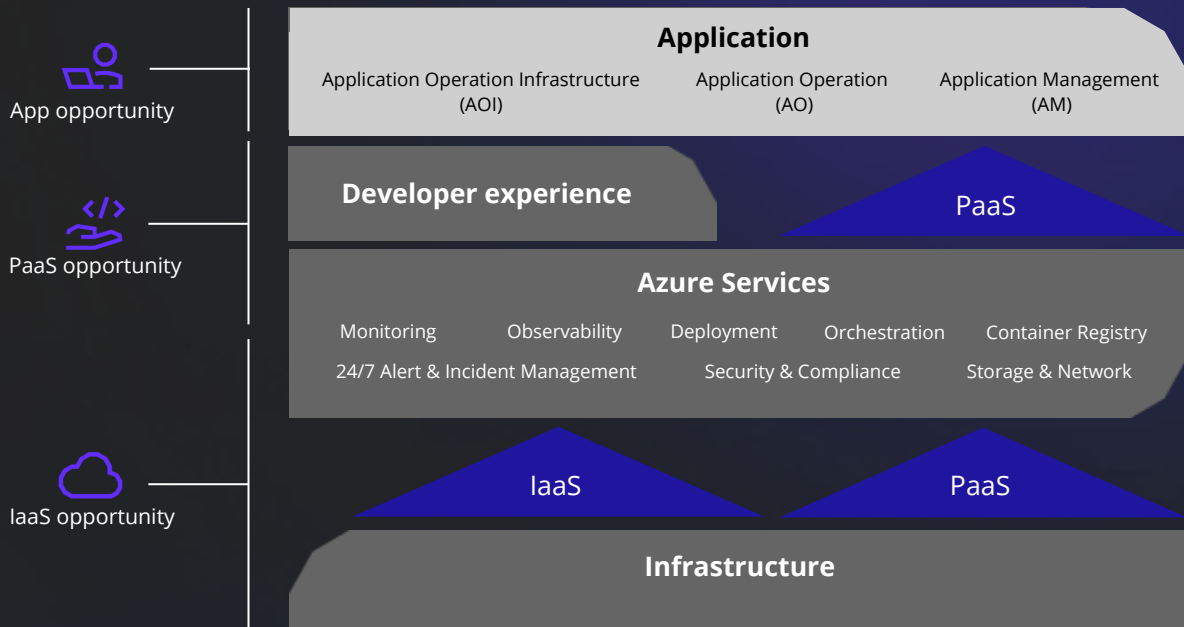 Application
Application Operation Infrastructure
(AOI)
Application Operation
(AO)
Application Management
(AM)
App opportunity
Developer experience
PaaS
PaaS opportunity
Azure Services
Monitoring
Observability
Deployment
Orchestration
Container Registry
24/7 Alert & Incident Management
Security & Compliance
Storage & Network
IaaS
PaaS
IaaS opportunity
Infrastructure